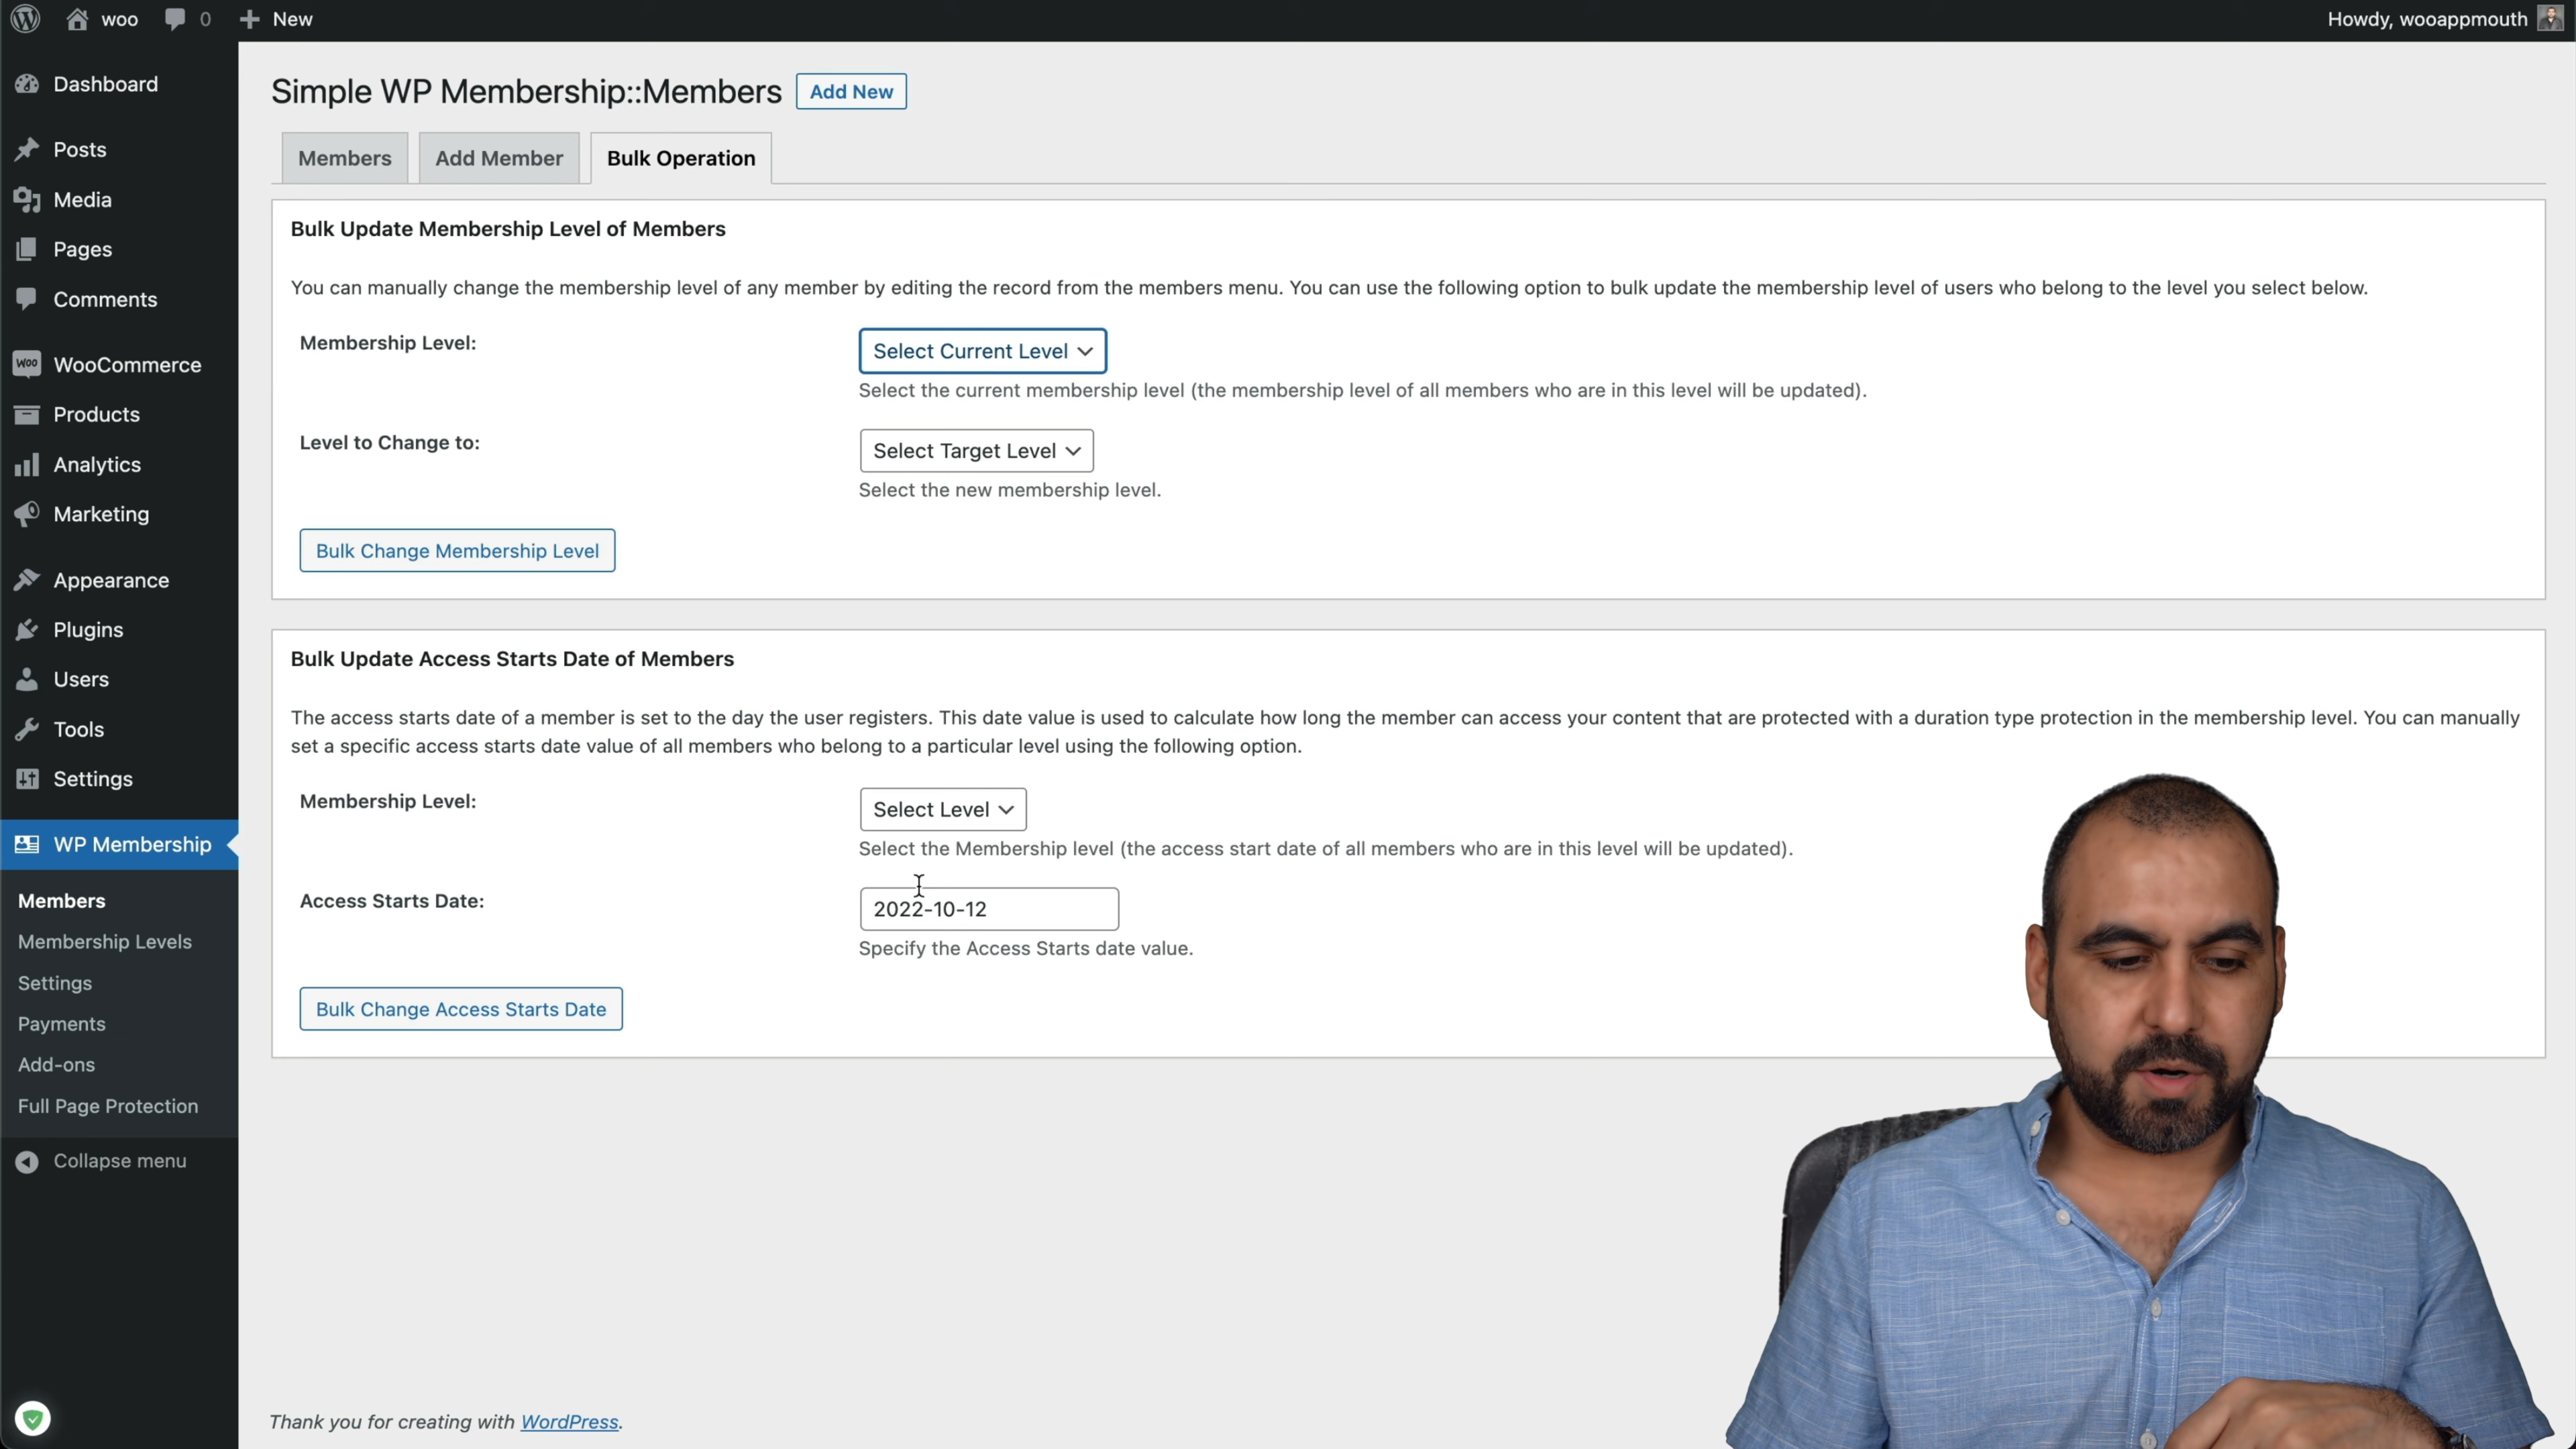 woo
0
New
Howdy, wooappmouth
Dashboard
Posts
Media
Pages
Comments
Woo
WooCommerce
Products
Analytics
Marketing
Appearance
Plugins
Users
Tools
Settings
WP Membership
Members
Membership Levels
Settings
Payments
Add-ons
Full Page Protection
Collapse menu
Simple WP Membership::Members
Add New
Members
Add Member
Bulk Operation
Bulk Update Membership Level of Members
You can manually change the membership level of any member by editing the record from the members menu. You can use the following option to bulk update the membership level of users who belong to the level you select below.
Membership Level:
Select Current Level
Select the current membership level (the membership level of all members who are in this level will be updated).
Level to Change to:
Select Target Level
Select the new membership level.
Bulk Change Membership Level
Bulk Update Access Starts Date of Members
The access starts date of a member is set to the day the user registers. This date value is used to calculate how long the member can access your content that are protected with a duration type protection in the membership level. You can manually
set a specific access starts date value of all members who belong to a particular level using the following option.
Membership Level:
Select Level
Select the Membership level (the access start date of all members who are in this level will be updated).
Access Starts Date:
2022-10-12
Specify the Access Starts date value.
Bulk Change Access Starts Date
Thank you for creating with WordPress.